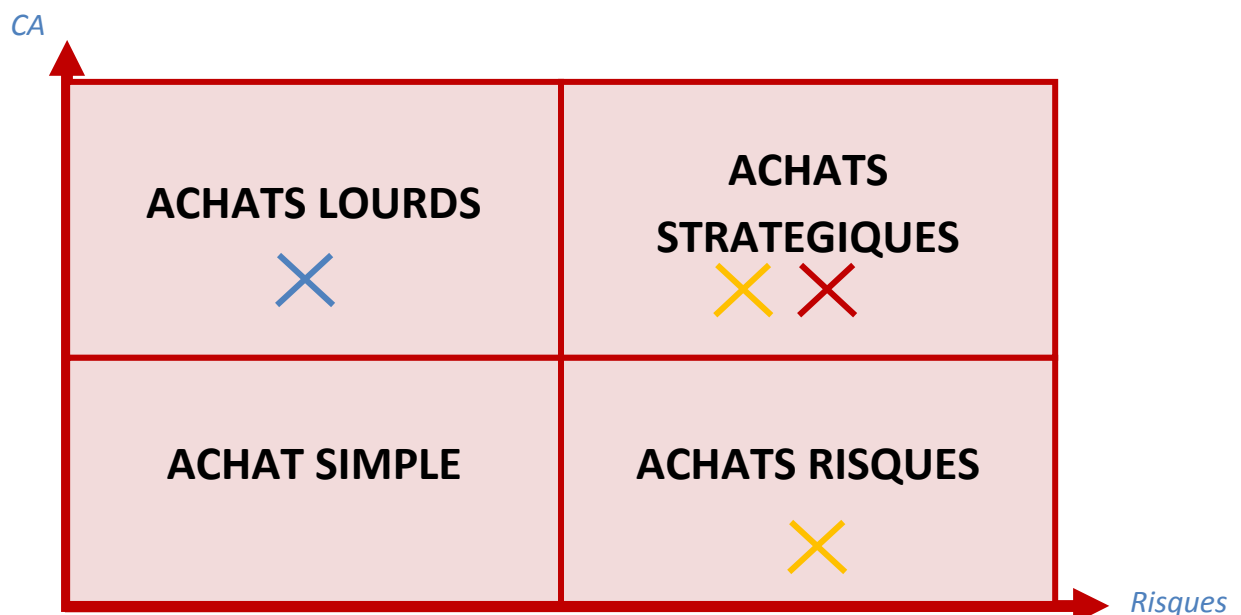 CA
ACHATS LOURDS
ACHATS
STRATEGIQUES
ACHAT SIMPLE
ACHATS RISQUES
Risques